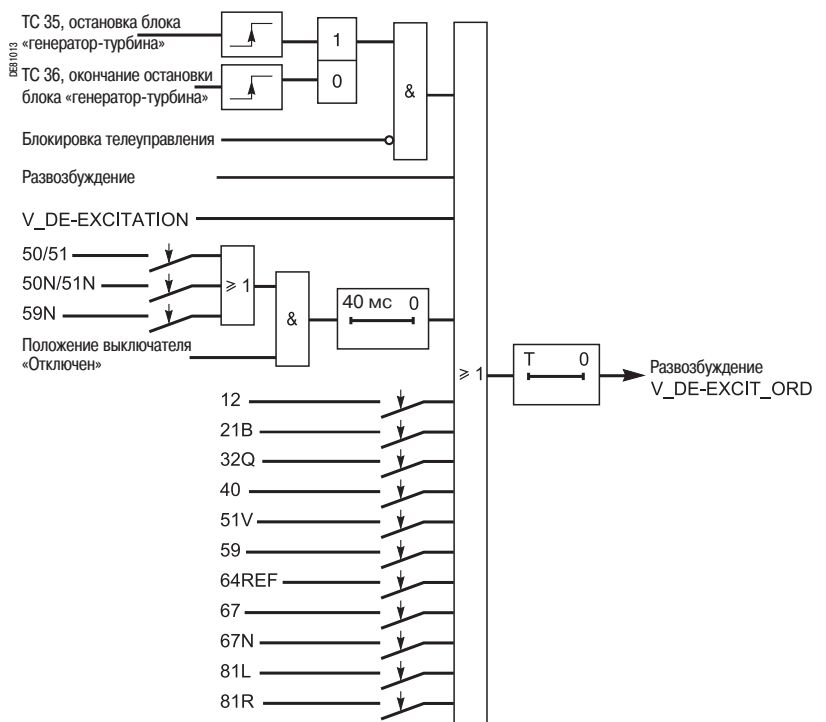 ТС 35, остановка блока
«генератор-турбина»
1
DE81013
ТС 36, окончание остановки
блока «генератор-турбина»
0
&
Блокировка телеуправления
Развозбуждение
V_DE-EXCITATION
50/51
50N/51N
59N
≥ 1
Положение выключателя
«Отключен»
&
40 мс 0
≥ 1
T 0
Развозбуждение
V_DE-EXCIT_ORD
12
21B
32Q
40
51V
59
64REF
67
67N
81L
81R